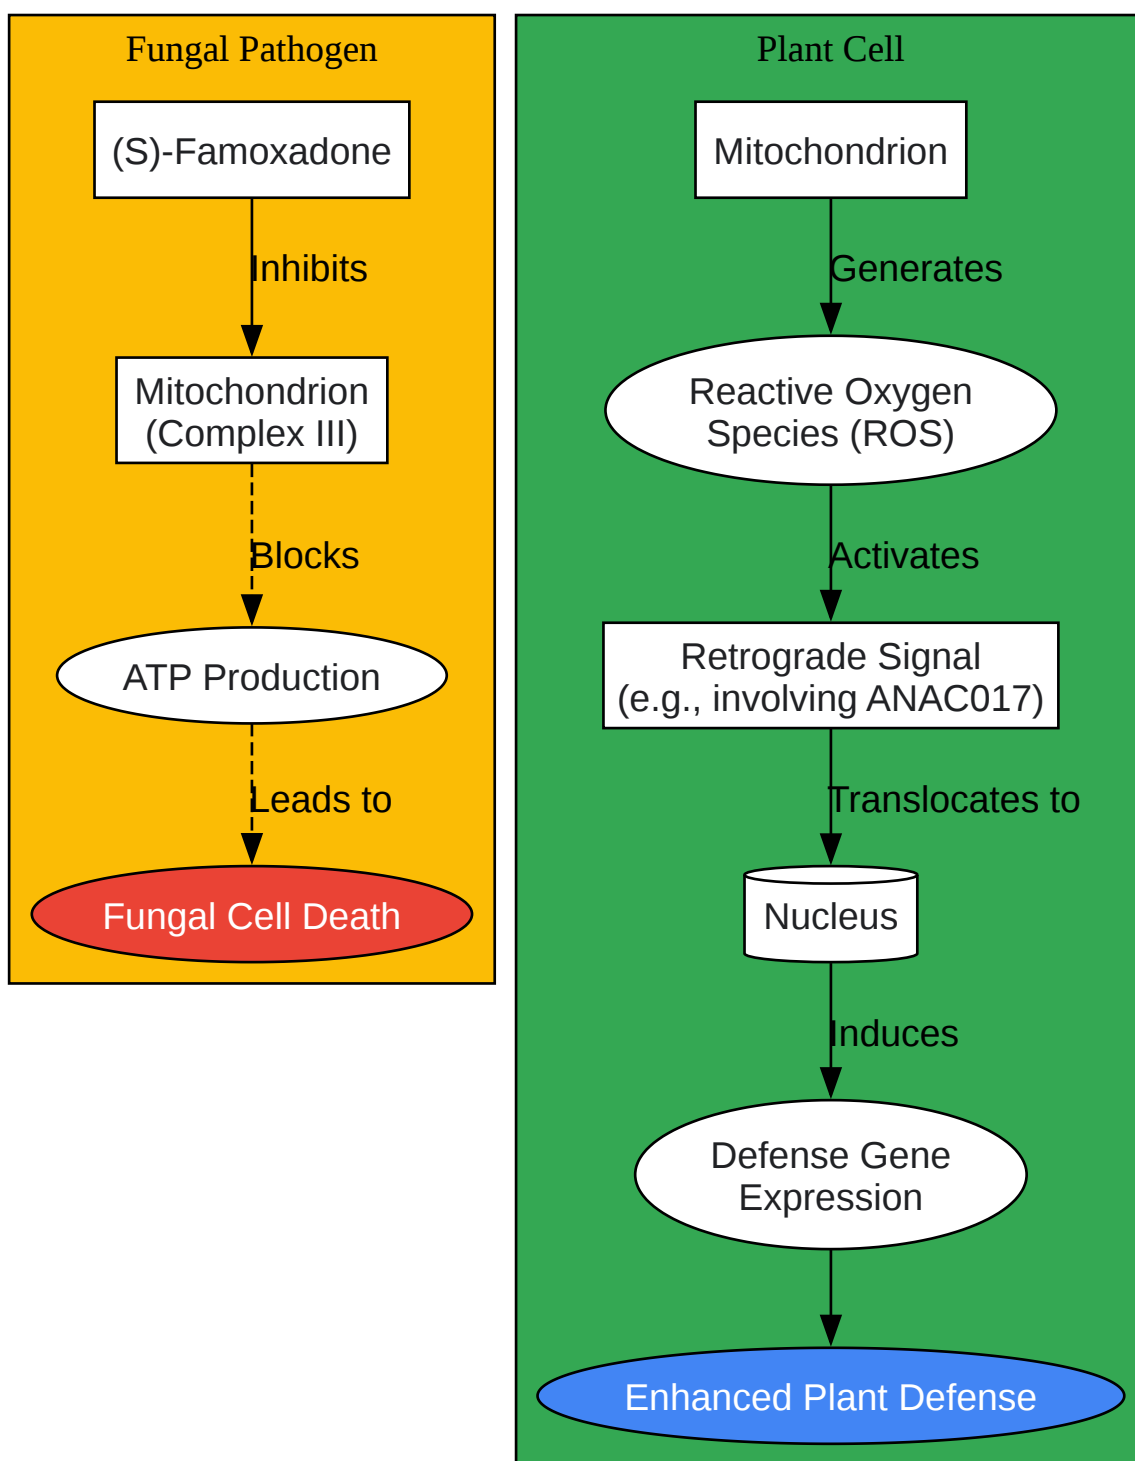 Fungal Pathogen
(S)-Famoxadone
Inhibits
Mitochondrion
(Complex III)
Blocks
ATP Production
Leads to
Fungal Cell Death
Plant Cell
Mitochondrion
Generates
Reactive Oxygen
Species (ROS)
Activates
Retrograde Signal
(e.g., involving ANAC017)
Translocates to
Nucleus
Induces
Defense Gene
Expression
Enhanced Plant Defense